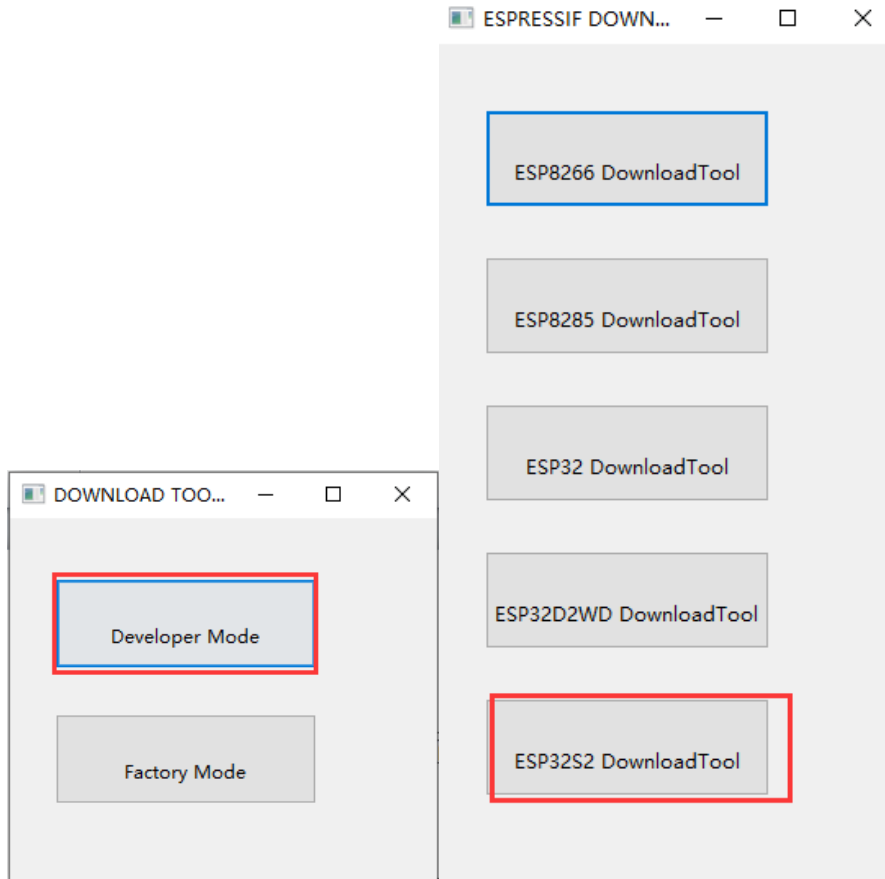 ESPRESSIF DOWN...
ESP8266 DownloadTool
ESP8285 DownloadTool
ESP32 DownloadTool
ESP32D2WD DownloadTool
ESP32S2 DownloadTool
DOWNLOAD TOO...
Developer Mode
Factory Mode